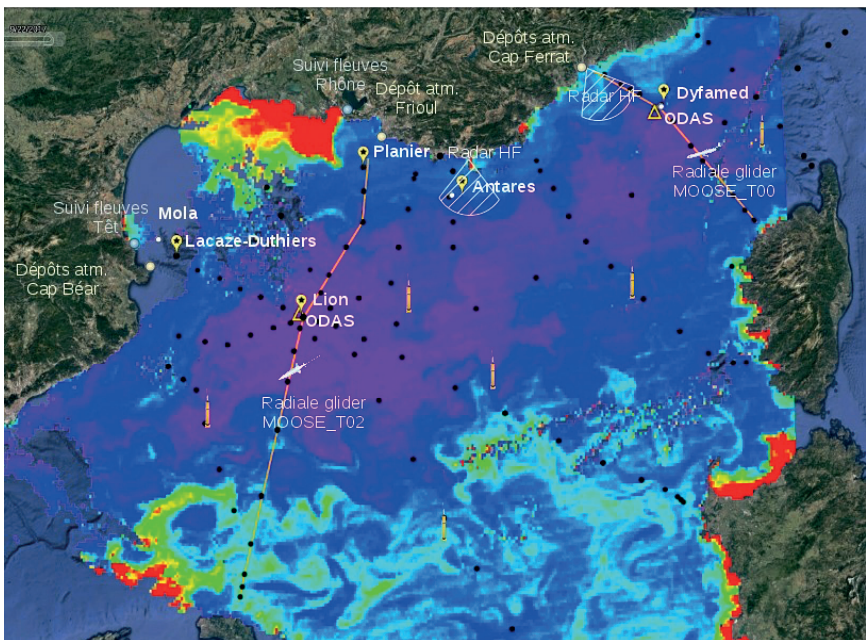 Dépôts atm.
Cap Ferrat
Suivi fleuves
Rhône
Dépôt atm.
Frioul
Radar HF
Dyfamed
ODAS
Planier
Radar HF
Antares
Radiale glider
MOOSE_T00
Mola
Suivi fleuves
Têt
Lacaze-Duthiers
Dépôts atm.
Cap Béar
Lion
ODAS
Radiale glider
MOOSE_T02